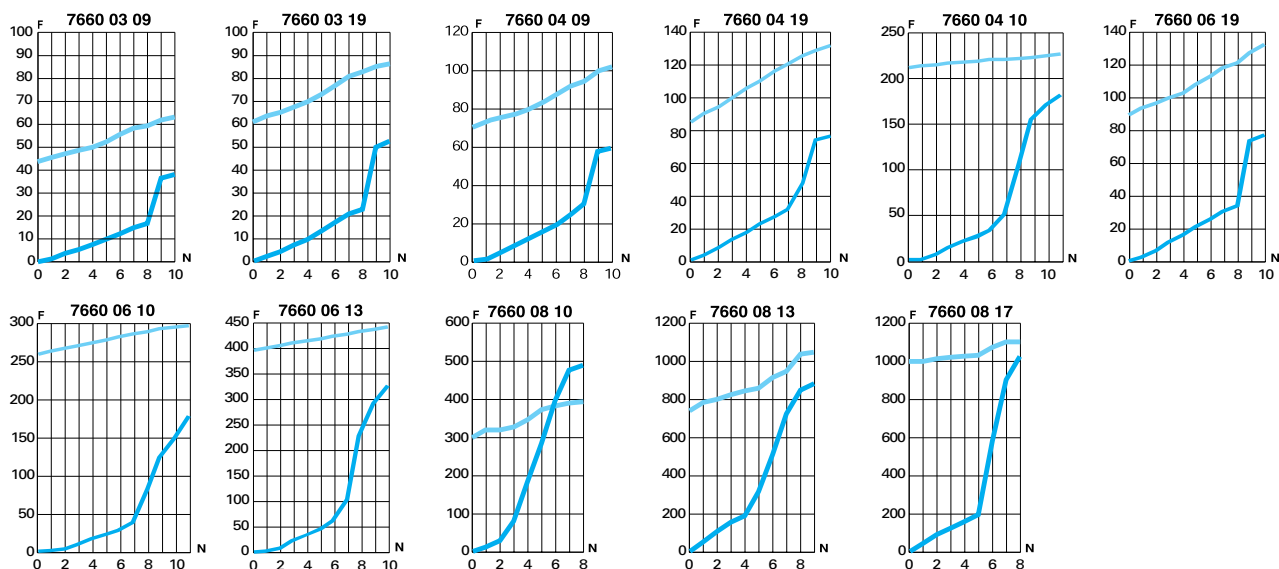 F 7660 03 09
100
90
80
70
60
50
40
30
20
10
0
N
0 2 4 6 8 10
F 7660 03 19
100
90
80
70
60
50
40
30
20
10
0
N
0 2 4 6 8 10
F 7660 04 09
120
100
80
60
40
20
0
N
0 2 4 6 8 10
F 7660 04 19
140
120
100
80
60
40
20
0
N
0 2 4 6 8 10
F 7660 04 10
250
200
150
100
50
0
N
0 2 4 6 8 10
F 7660 06 19
140
120
100
80
60
40
20
0
N
0 2 4 6 8 10
F 7660 06 10
300
250
200
150
100
50
0
N
0 2 4 6 8 10
F 7660 06 13
450
400
350
300
250
200
150
100
50
0
N
0 2 4 6 8 10
F 7660 08 10
600
500
400
300
200
100
0
N
0 2 4 6 8
F 7660 08 13
1200
1000
800
600
400
200
0
N
0 2 4 6 8
F 7660 08 17
1200
1000
800
600
400
200
0
N
0 2 4 6 8